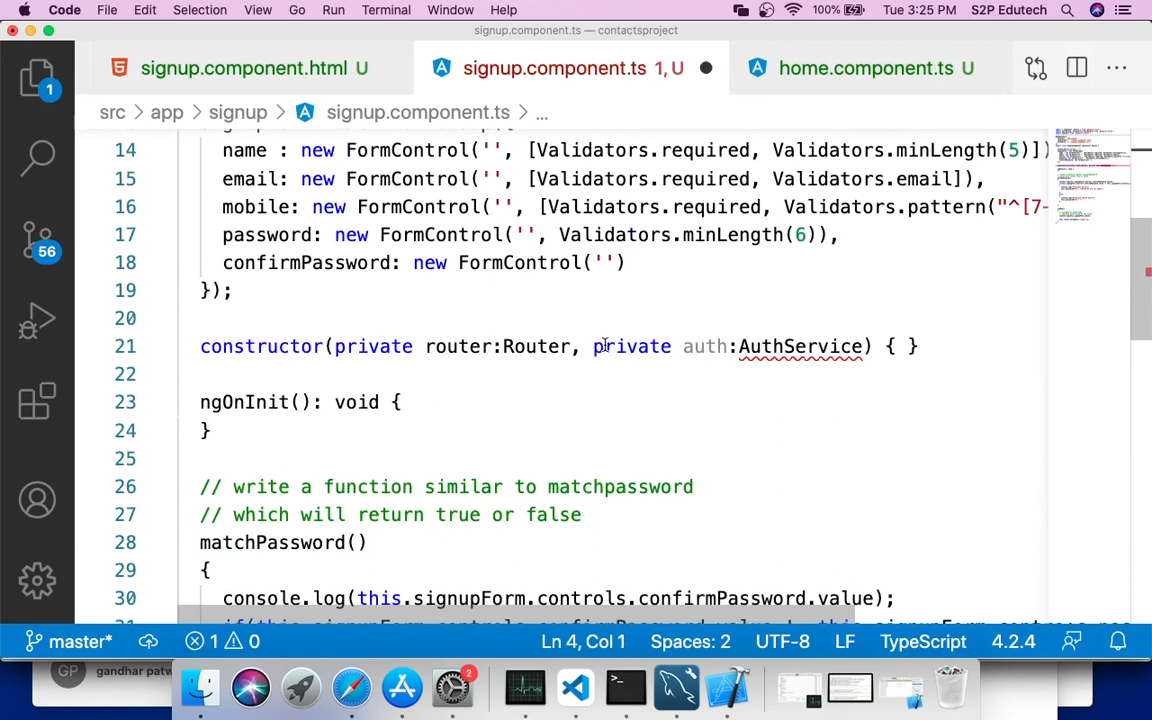 Code File Edit Selection View Go Run Terminal Window Help 100% Tue 3:25 PM S2P Edutech
signup.component.ts — contactsproject
signup.component.html U signup.component.ts 1, U home.component.ts U
src > app > signup > signup.component.ts > ...
14 name : new FormControl('', [Validators.required, Validators.minLength(5)])
15 email: new FormControl('', [Validators.required, Validators.email]),
16 mobile: new FormControl('', [Validators.required, Validators.pattern("^[7-
17 password: new FormControl('', Validators.minLength(6)),
18 confirmPassword: new FormControl('')
19 });
20
21 constructor(private router:Router, private auth:AuthService) { }
22
23 ngOnInit(): void {
24 }
25
26 // write a function similar to matchpassword
27 // which will return true or false
28 matchPassword()
29 {
30 console.log(this.signupForm.controls.confirmPassword.value);
1
56
master* 1 0 Ln 4, Col 1 Spaces: 2 UTF-8 LF TypeScript 4.2.4
GP gandhar patw
2